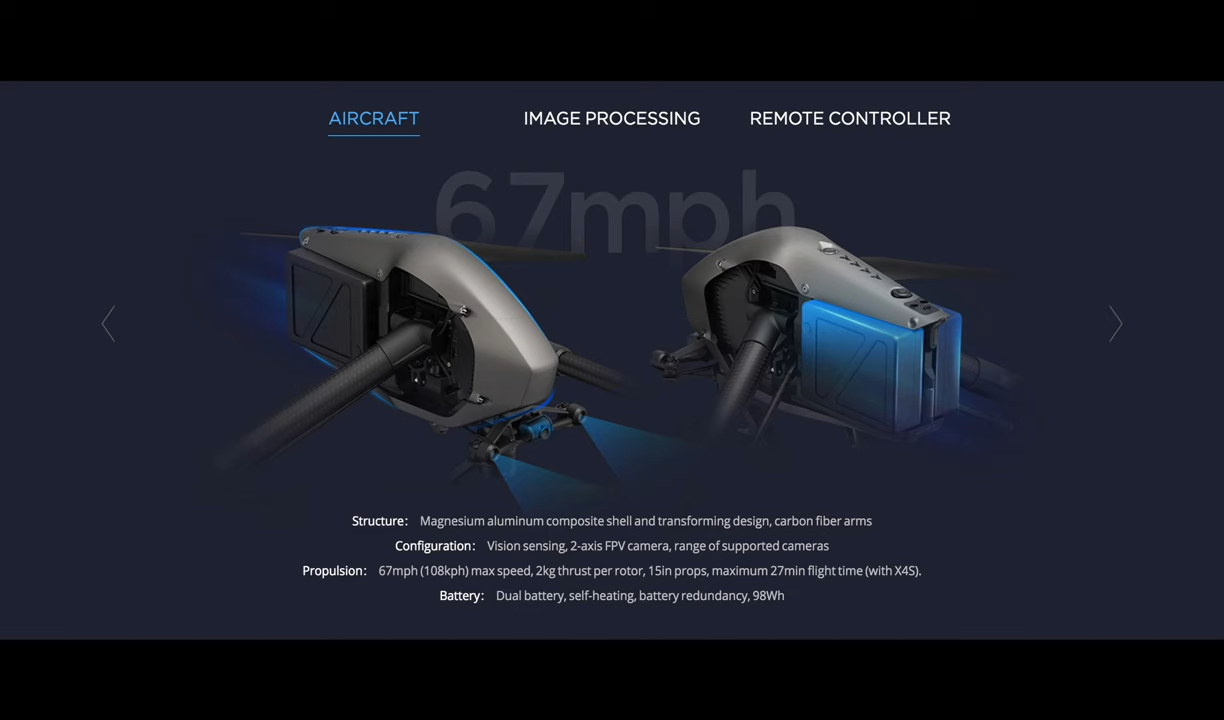 AIRCRAFT IMAGE PROCESSING REMOTE CONTROLLER
67mph
Structure: Magnesium aluminum composite shell and transforming design, carbon fiber arms
Configuration: Vision sensing, 2-axis FPV camera, range of supported cameras
Propulsion: 67mph (108kph) max speed, 2kg thrust per rotor, 15in props, maximum 27min flight time (with X4S).
Battery: Dual battery, self-heating, battery redundancy, 98Wh